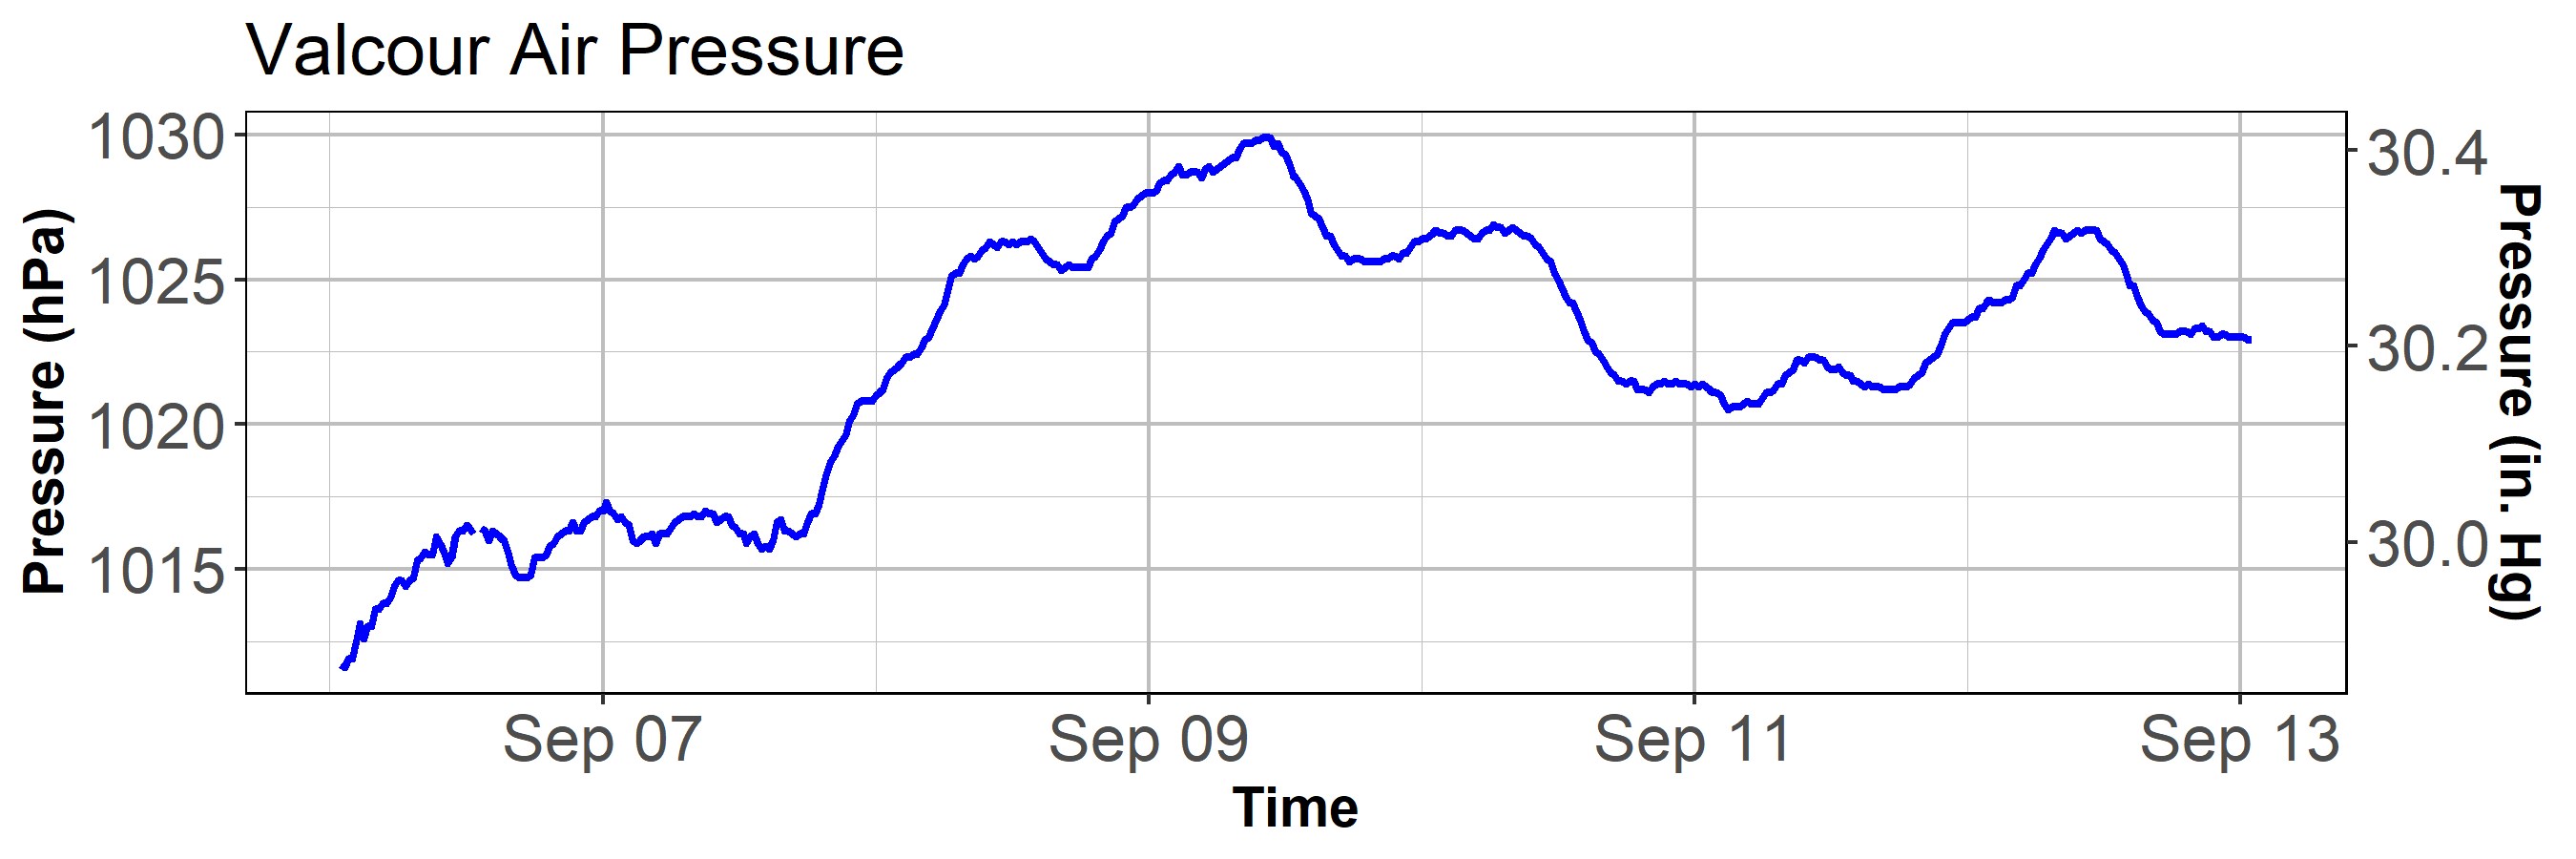 Valcour Air Pressure
1030
1025
1020
1015
Pressure (hPa)
30.4
30.2
30.0
Pressure (in. Hg)
Sep 07
Sep 09
Sep 11
Sep 13
Time